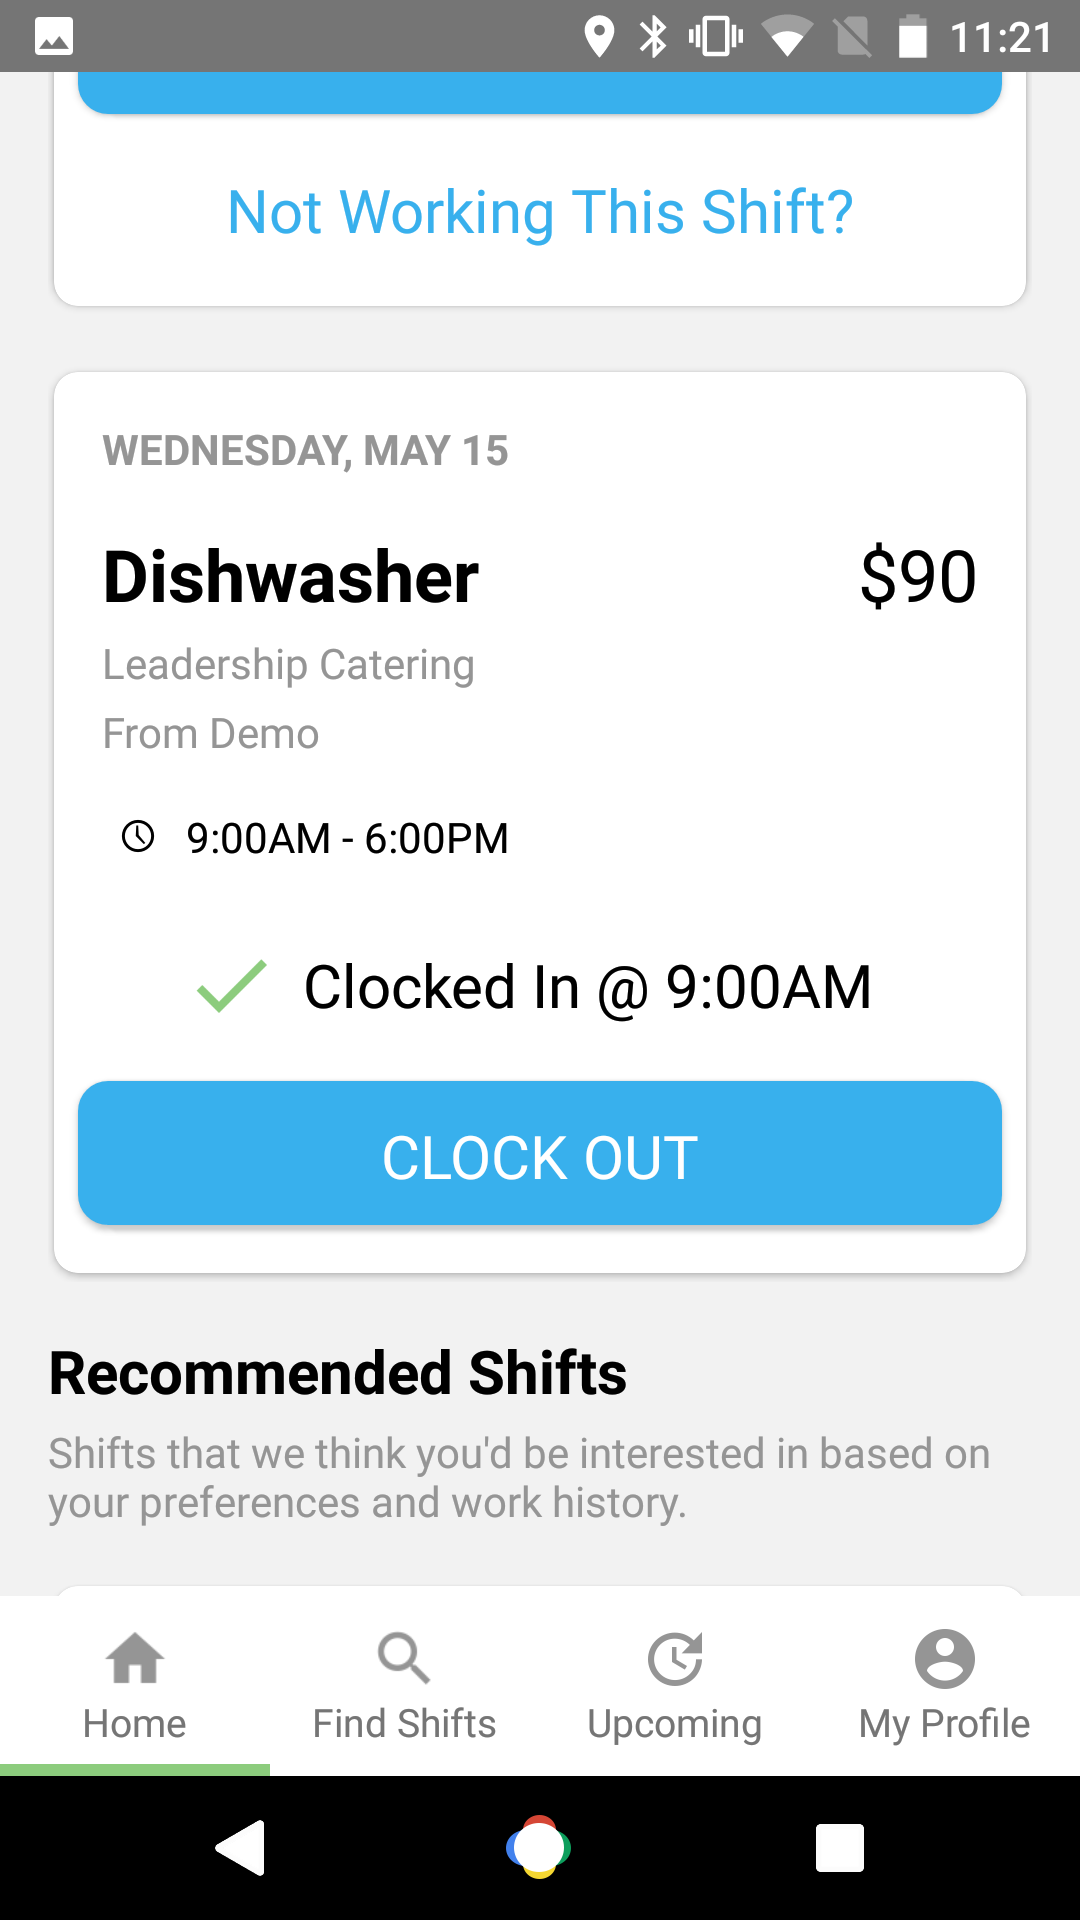 11:21
Not Working This Shift?
WEDNESDAY, MAY 15
Dishwasher
$90
Leadership Catering
From Demo
9:00AM - 6:00PM
Clocked In @ 9:00AM
CLOCK OUT
Recommended Shifts
Shifts that we think you'd be interested in based on
your preferences and work history.
Home
Find Shifts
Upcoming
My Profile